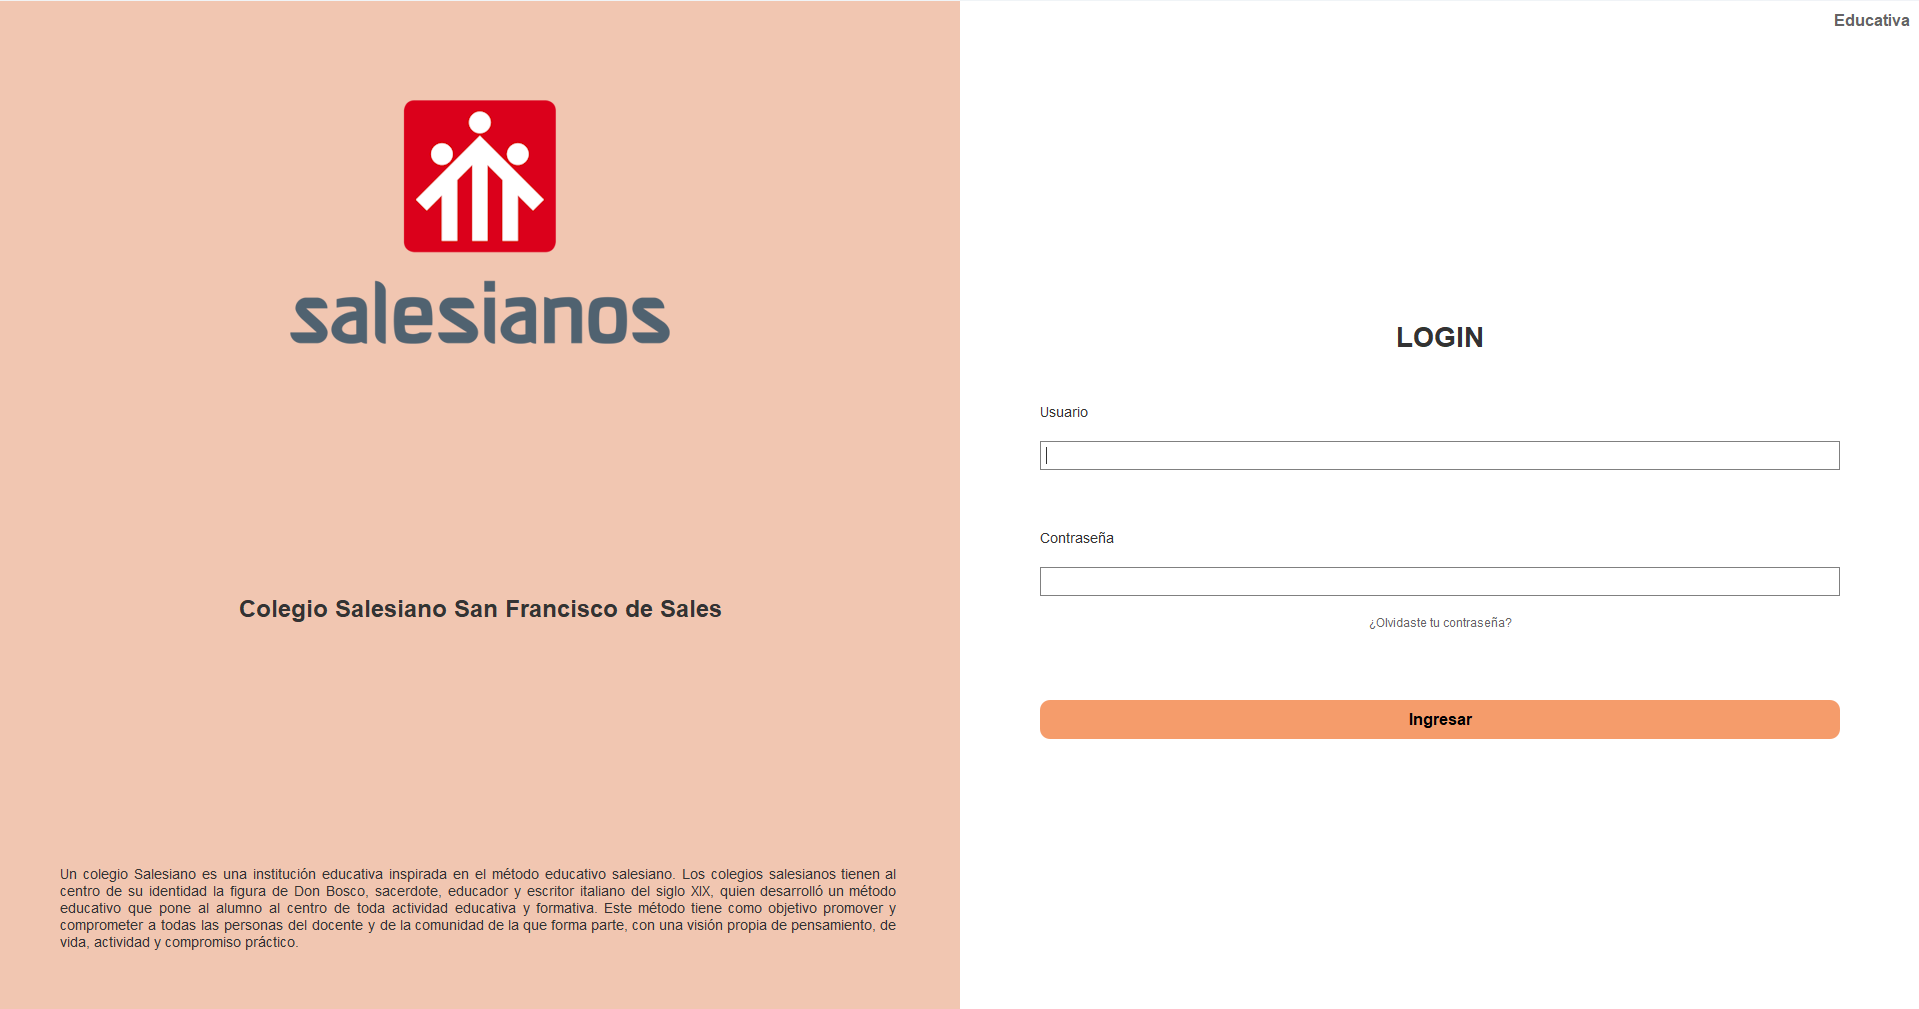 salesianos
Colegio Salesiano San Francisco de Sales
Un colegio Salesiano es una institución educativa inspirada en el método educativo salesiano. Los colegios salesianos tienen al
centro de su identidad la figura de Don Bosco, sacerdote, educador y escritor italiano del siglo XIX, quien desarrolló un método
educativo que pone al alumno al centro de toda actividad educativa y formativa. Este método tiene como objetivo promover y
comprometer a todas las personas del docente y de la comunidad de la que forma parte, con una visión propia de pensamiento, de
vida, actividad y compromiso práctico.
Educativa
LOGIN
Usuario
Contraseña
¿Olvidaste tu contraseña?
Ingresar